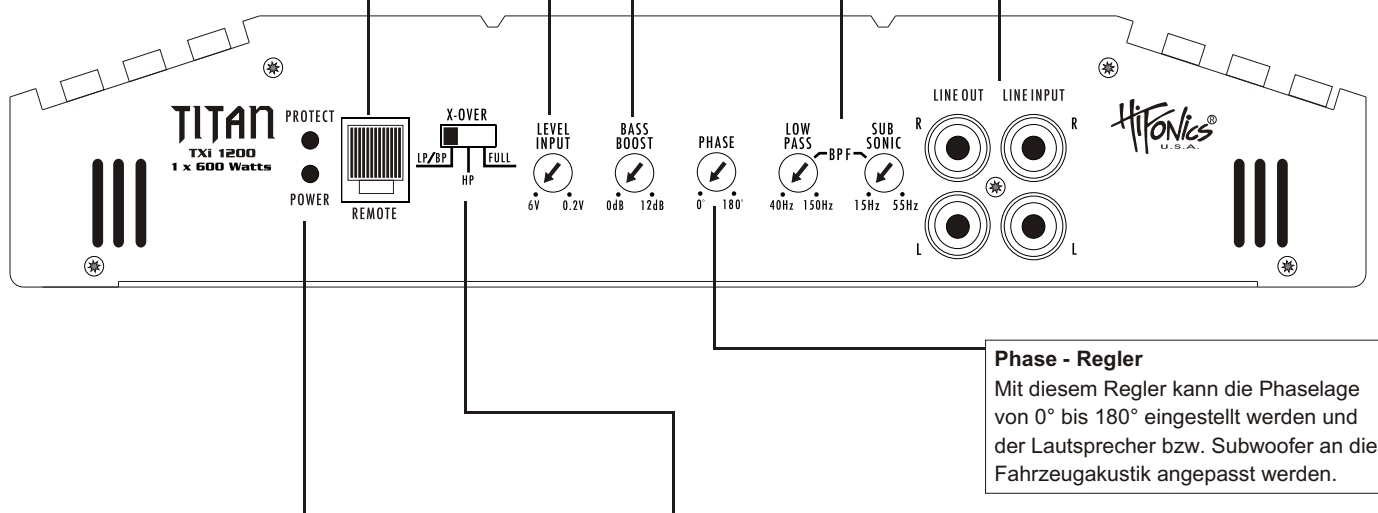 TITAN
TXi 1200
1 x 600 Watts
PROTECT
POWER
REMOTE
X-OVER
LP/BP
HP
FULL
LEVEL
INPUT
6V 0.2V
BASS
BOOST
0dB 12dB
PHASE
0° 180°
LOW
PASS
40Hz 150Hz
BPF
SUB
SONIC
15Hz 55Hz
LINE OUT LINE INPUT
R R
L L
HiFonics®
U.S.A.
Phase - Regler
Mit diesem Regler kann die Phaselage
von 0° bis 180° eingestellt werden und
der Lautsprecher bzw. Subwoofer an die
Fahrzeugakustik angepasst werden.